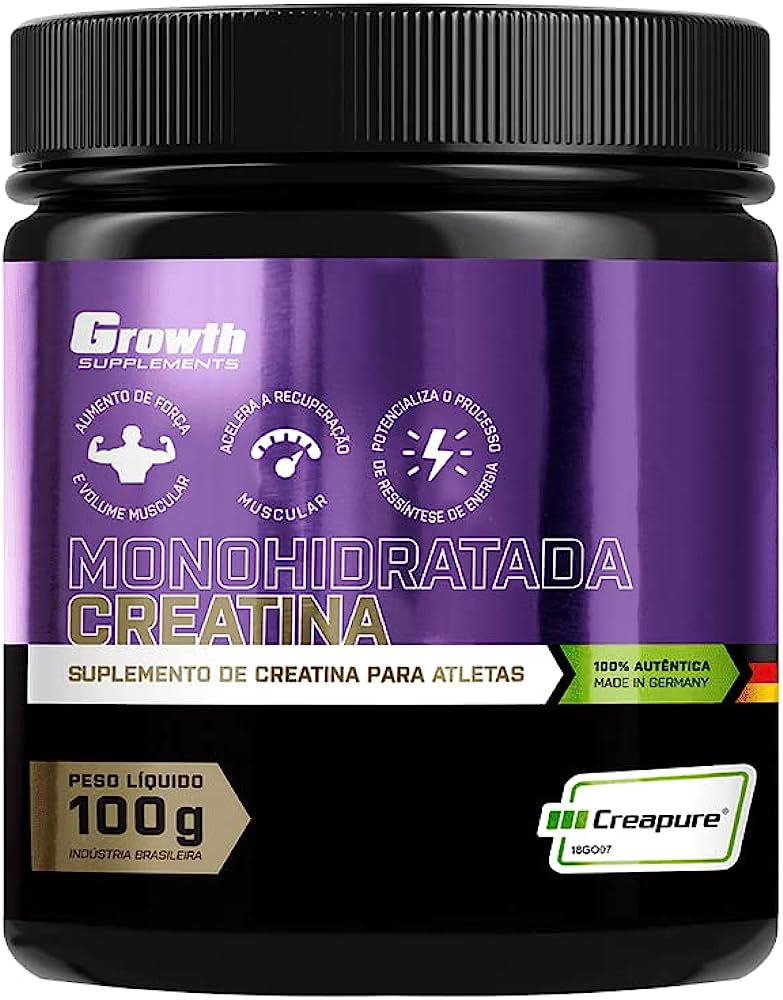 Growth
SUPPLEMENTS
AUMENTO DE FORÇA
E VOLUME MUSCULAR
ACELERA A RECUPERAÇÃO
MUSCULAR
POTENCIALIZA O PROCESSO
DE RESSÍNTESE DE ENERGIA
MONOHIDRATADA
CREATINA
SUPLEMENTO DE CREATINA PARA ATLETAS
100% AUTÊNTICA
MADE IN GERMANY
PESO LÍQUIDO
100g
INDÚSTRIA BRASILEIRA
Creapure®
18GO07